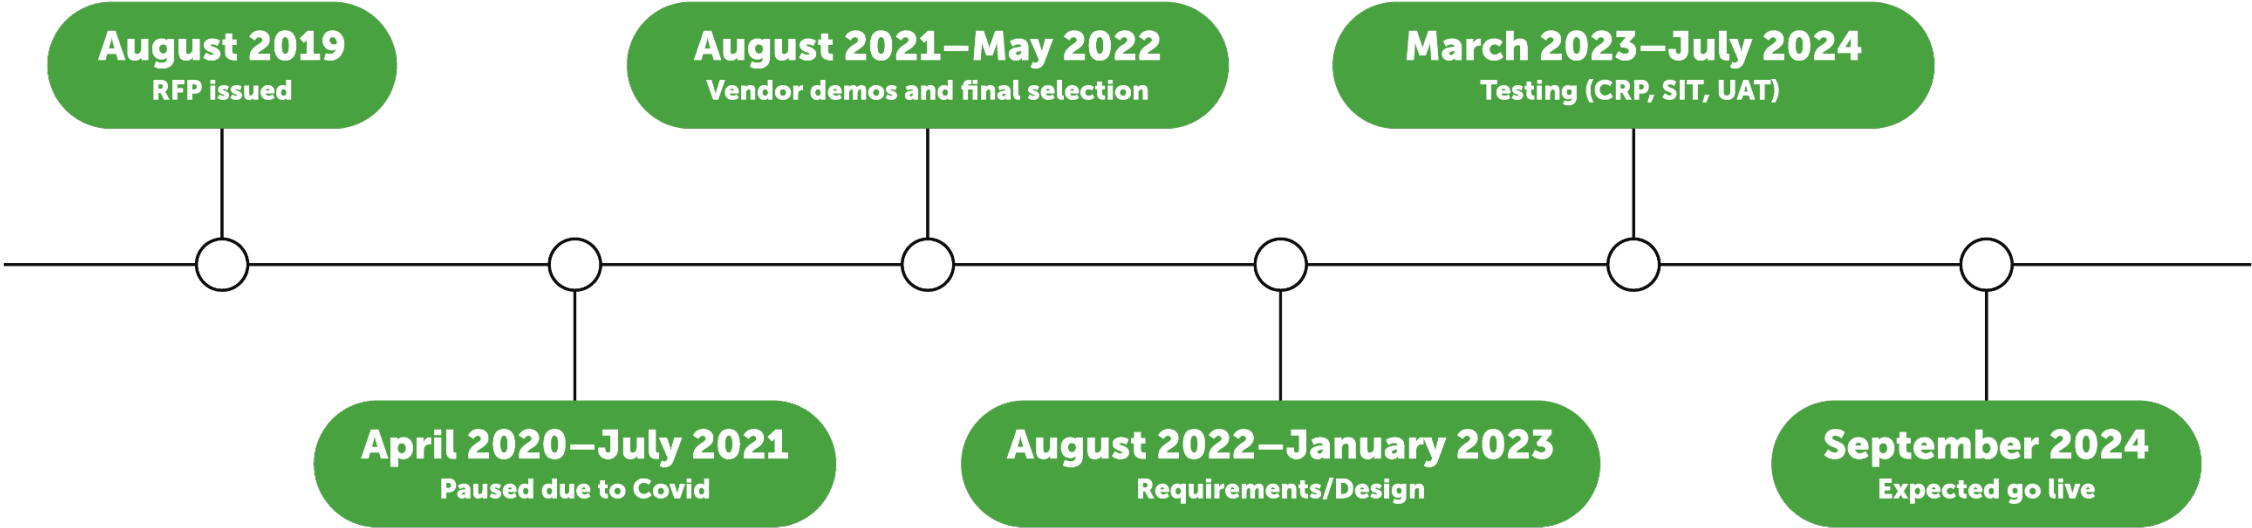 August 2019
RFP issued
April 2020–July 2021
Paused due to Covid
August 2021–May 2022
Vendor demos and final selection
August 2022–January 2023
Requirements/Design
March 2023–July 2024
Testing (CRP, SIT, UAT)
September 2024
Expected go live